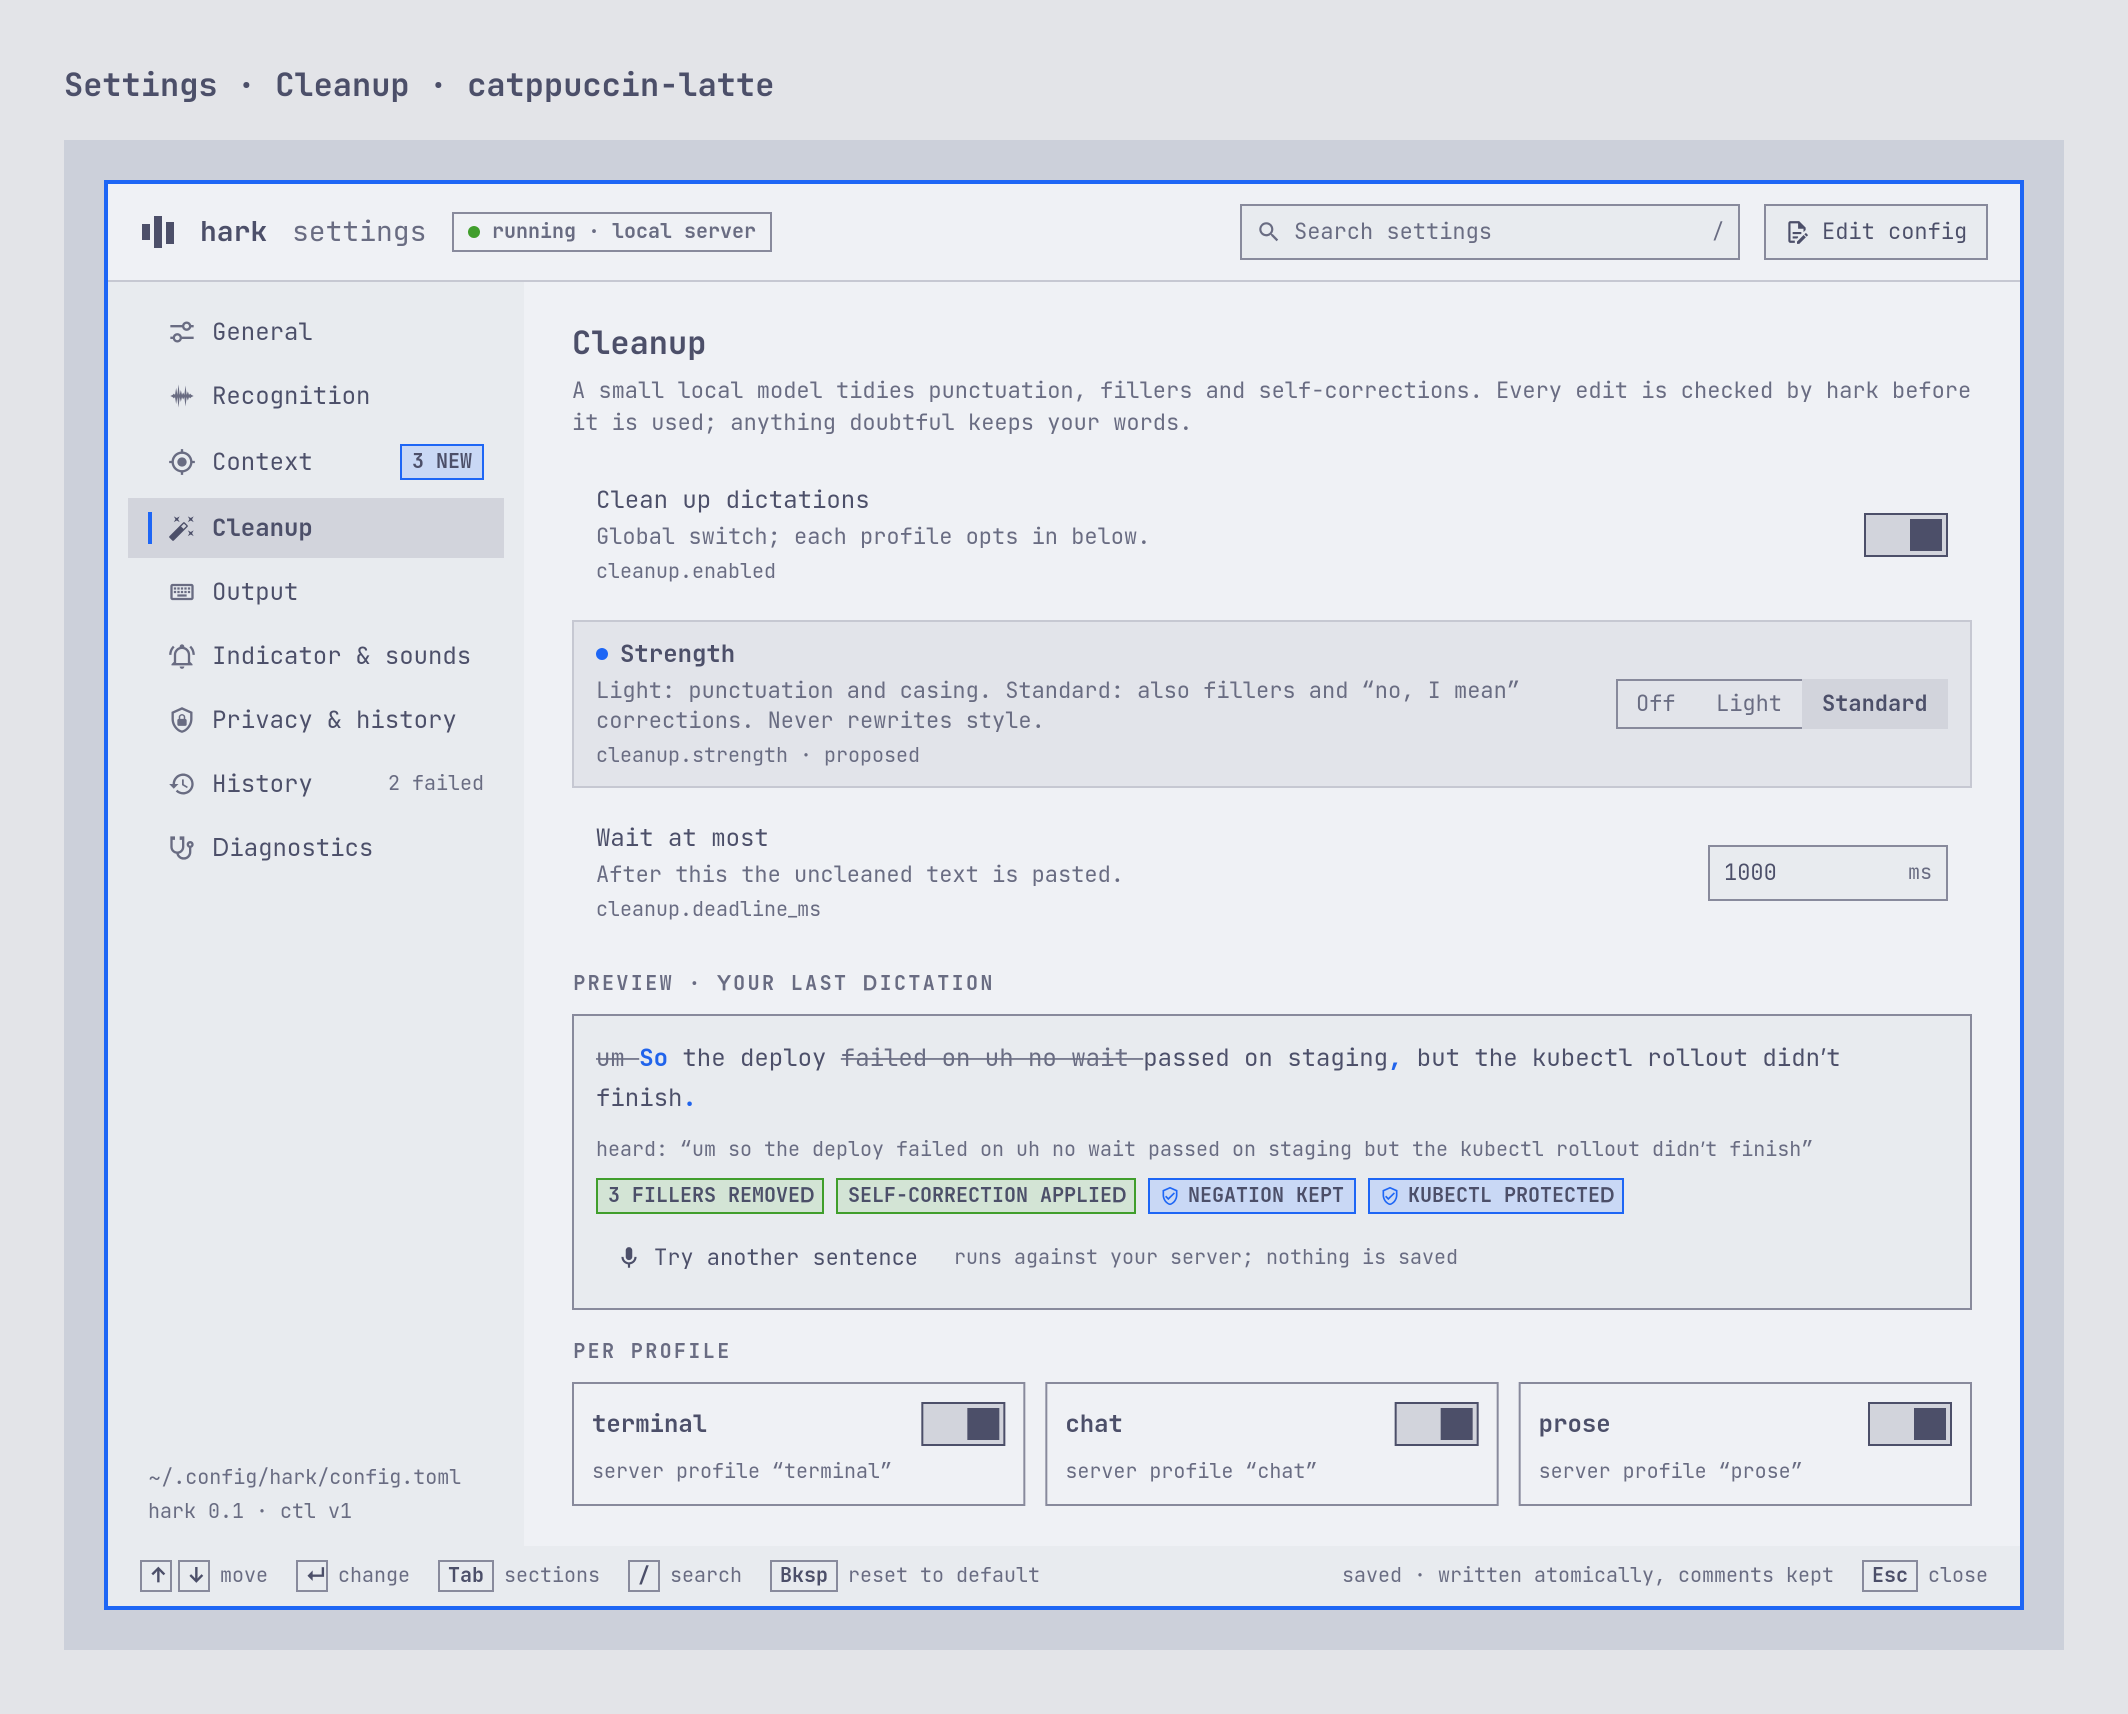 Settings · Cleanup · catppuccin-latte
hark settings running · local server Search settings / Edit config
General
Recognition
Context 3 NEW
Cleanup
Output
Indicator & sounds
Privacy & history
History 2 failed
Diagnostics
~/.config/hark/config.toml
hark 0.1 · ctl v1
Cleanup
A small local model tidies punctuation, fillers and self-corrections. Every edit is checked by hark before
it is used; anything doubtful keeps your words.
Clean up dictations
Global switch; each profile opts in below.
cleanup.enabled
Strength
Light: punctuation and casing. Standard: also fillers and “no, I mean”
corrections. Never rewrites style.
cleanup.strength · proposed
Off Light Standard
Wait at most
After this the uncleaned text is pasted.
cleanup.deadline_ms
1000 ms
PREVIEW · YOUR LAST DICTATION
um So the deploy failed on uh no wait passed on staging, but the kubectl rollout didn’t
finish.
heard: “um so the deploy failed on uh no wait passed on staging but the kubectl rollout didn’t finish”
3 FILLERS REMOVED SELF-CORRECTION APPLIED NEGATION KEPT KUBECTL PROTECTED
Try another sentence runs against your server; nothing is saved
PER PROFILE
terminal
server profile “terminal”
chat
server profile “chat”
prose
server profile “prose”
↑ ↓ move ↵ change Tab sections / search Bksp reset to default saved · written atomically, comments kept Esc close